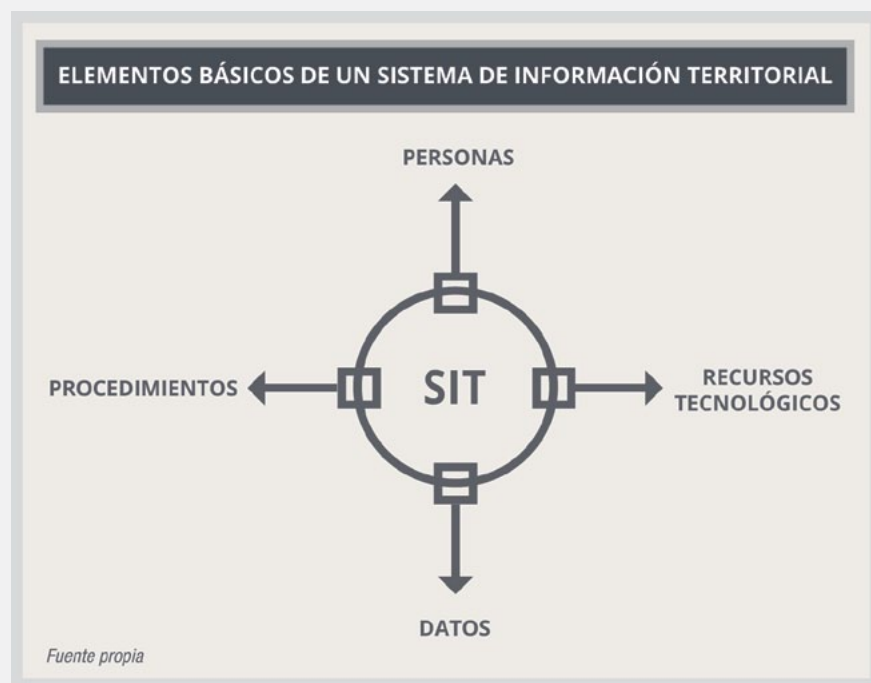 ELEMENTOS BÁSICOS DE UN SISTEMA DE INFORMACIÓN TERRITORIAL
PERSONAS
PROCEDIMIENTOS
SIT
RECURSOS
TECNOLÓGICOS
DATOS
Fuente propia